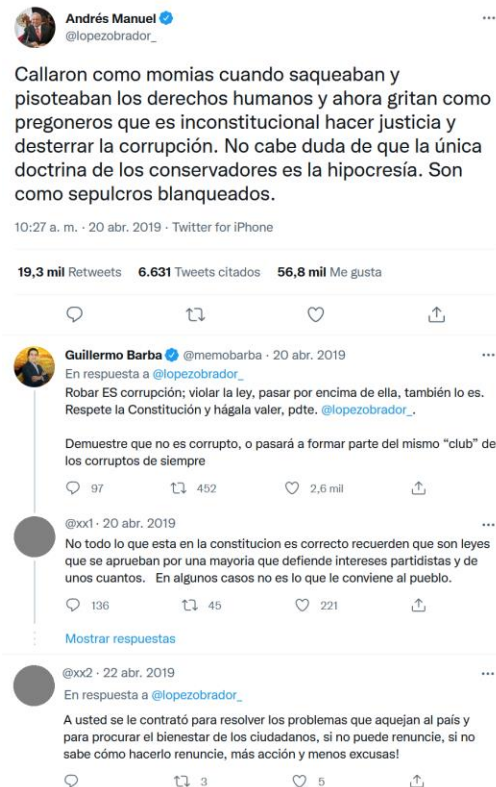 Andrés Manuel
@lopezobrador_
Callaron como momias cuando saqueaban y
pisoteaban los derechos humanos y ahora gritan como
pregoneros que es inconstitucional hacer justicia y
desterrar la corrupción. No cabe duda de que la única
doctrina de los conservadores es la hipocresía. Son
como sepulcros blanqueados.
10:27 a. m. · 20 abr. 2019 · Twitter for iPhone
19,3 mil Retweets 6.631 Tweets citados 56,8 mil Me gusta
Guillermo Barba @memobarba · 20 abr. 2019
En respuesta a @lopezobrador_
Robar ES corrupción; violar la ley, pasar por encima de ella, también lo es.
Respete la Constitución y hágala valer, pdte. @lopezobrador_.
Demuestre que no es corrupto, o pasará a formar parte del mismo “club” de
los corruptos de siempre
97 452 2,6 mil
@xx1 · 20 abr. 2019
No todo lo que esta en la constitucion es correcto recuerden que son leyes
que se aprueban por una mayoria que defiende intereses partidistas y de
unos cuantos. En algunos casos no es lo que le conviene al pueblo.
136 45 221
Mostrar respuestas
@xx2 · 22 abr. 2019
En respuesta a @lopezobrador_
A usted se le contrató para resolver los problemas que aquejan al país y
para procurar el bienestar de los ciudadanos, si no puede renuncie, si no
sabe cómo hacerlo renuncie, más acción y menos excusas!
3 5